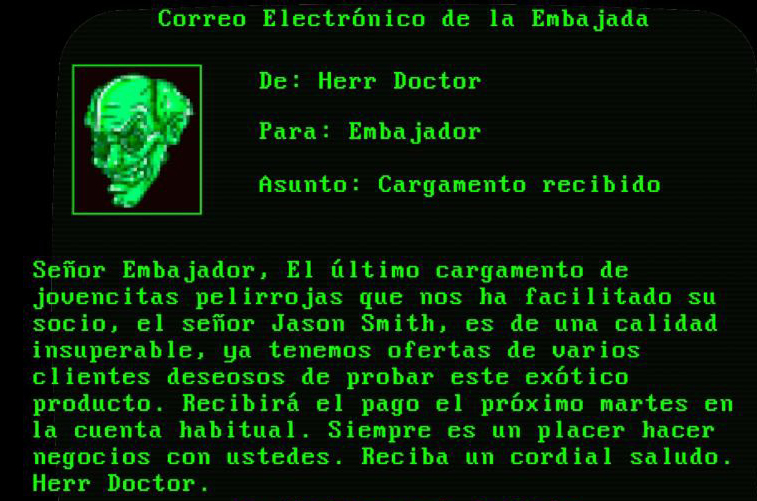 Correo Electrónico de la Embajada
De: Herr Doctor
Para: Embajador
Asunto: Cargamento recibido
Señor Embajador, El último cargamento de
jovencitas pelirrojas que nos ha facilitado su
socio, el señor Jason Smith, es de una calidad
insuperable, ya tenemos ofertas de varios
clientes deseosos de probar este exótico
producto. Recibirá el pago el próximo martes en
la cuenta habitual. Siempre es un placer hacer
negocios con ustedes. Reciba un cordial saludo.
Herr Doctor.